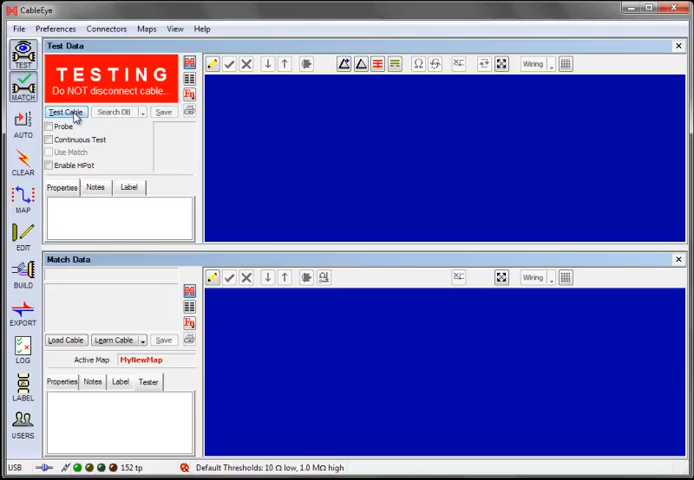 CableEye
File Preferences Connectors Maps View Help
Test Data
TEST
MATCH
AUTO
CLEAR
MAP
EDIT
BUILD
EXPORT
LOG
LABEL
USERS
TESTING
Do NOT disconnect cable...
Test Cable Search DB Save
Probe
Continuous Test
Use Match
Enable HiPot
Properties Notes Label
Wiring
Match Data
Load Cable Learn Cable Save
Active Map MyNewMap
Properties Notes Label Tester
Wiring
USB 152 tp Default Thresholds: 10 Ω low, 1.0 MΩ high